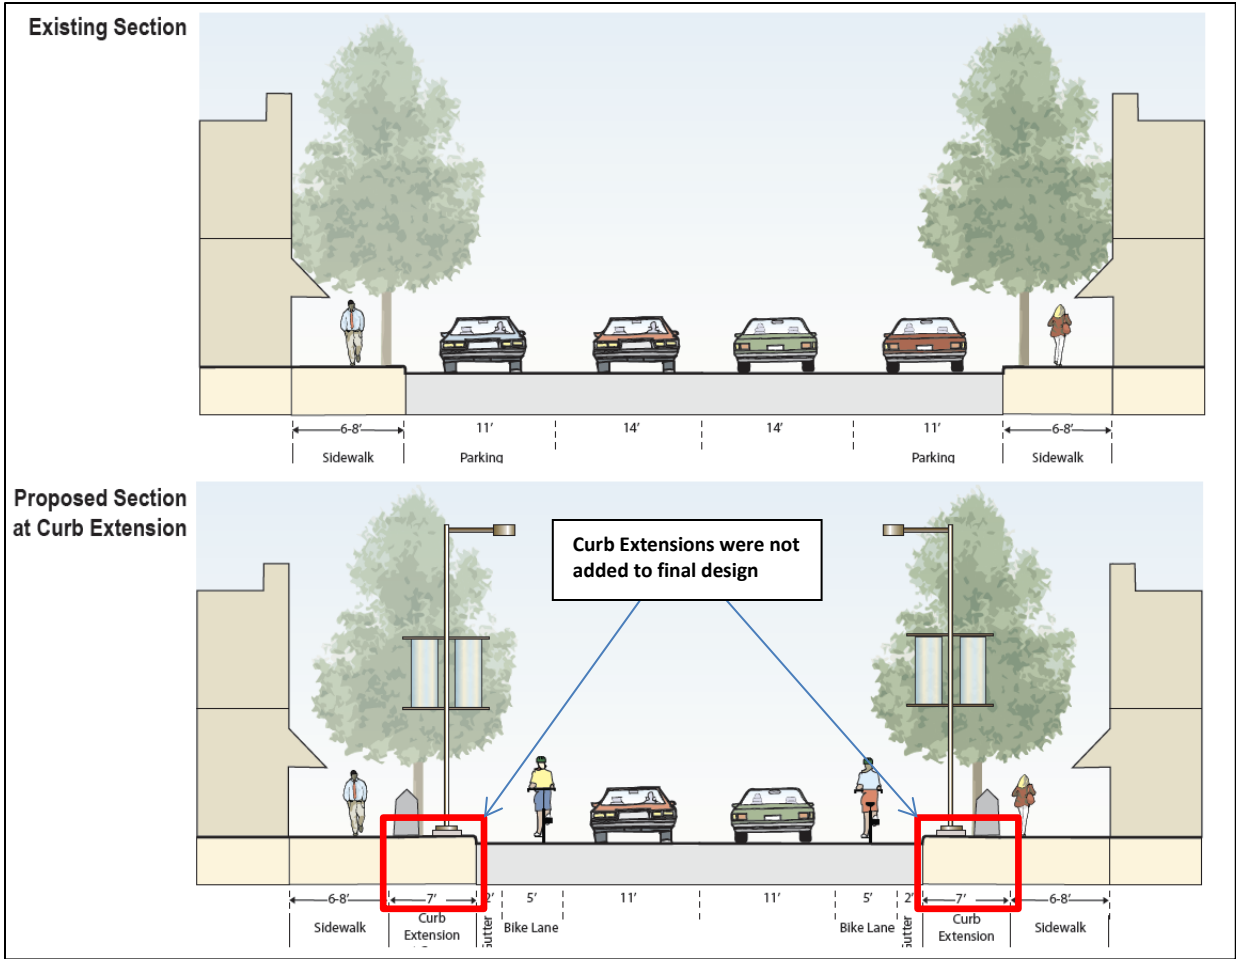 Existing Section
6-8'
11'
14'
14'
11'
6-8'
Sidewalk
Parking
Parking
Sidewalk
Proposed Section
at Curb Extension
Curb Extensions were not
added to final design
6-8'
7'
2'
5'
11'
11'
5'
2'
7'
6-8'
Sidewalk
Curb
Extension
Gutter
Bike Lane
Bike Lane
Gutter
Curb
Extension
Sidewalk